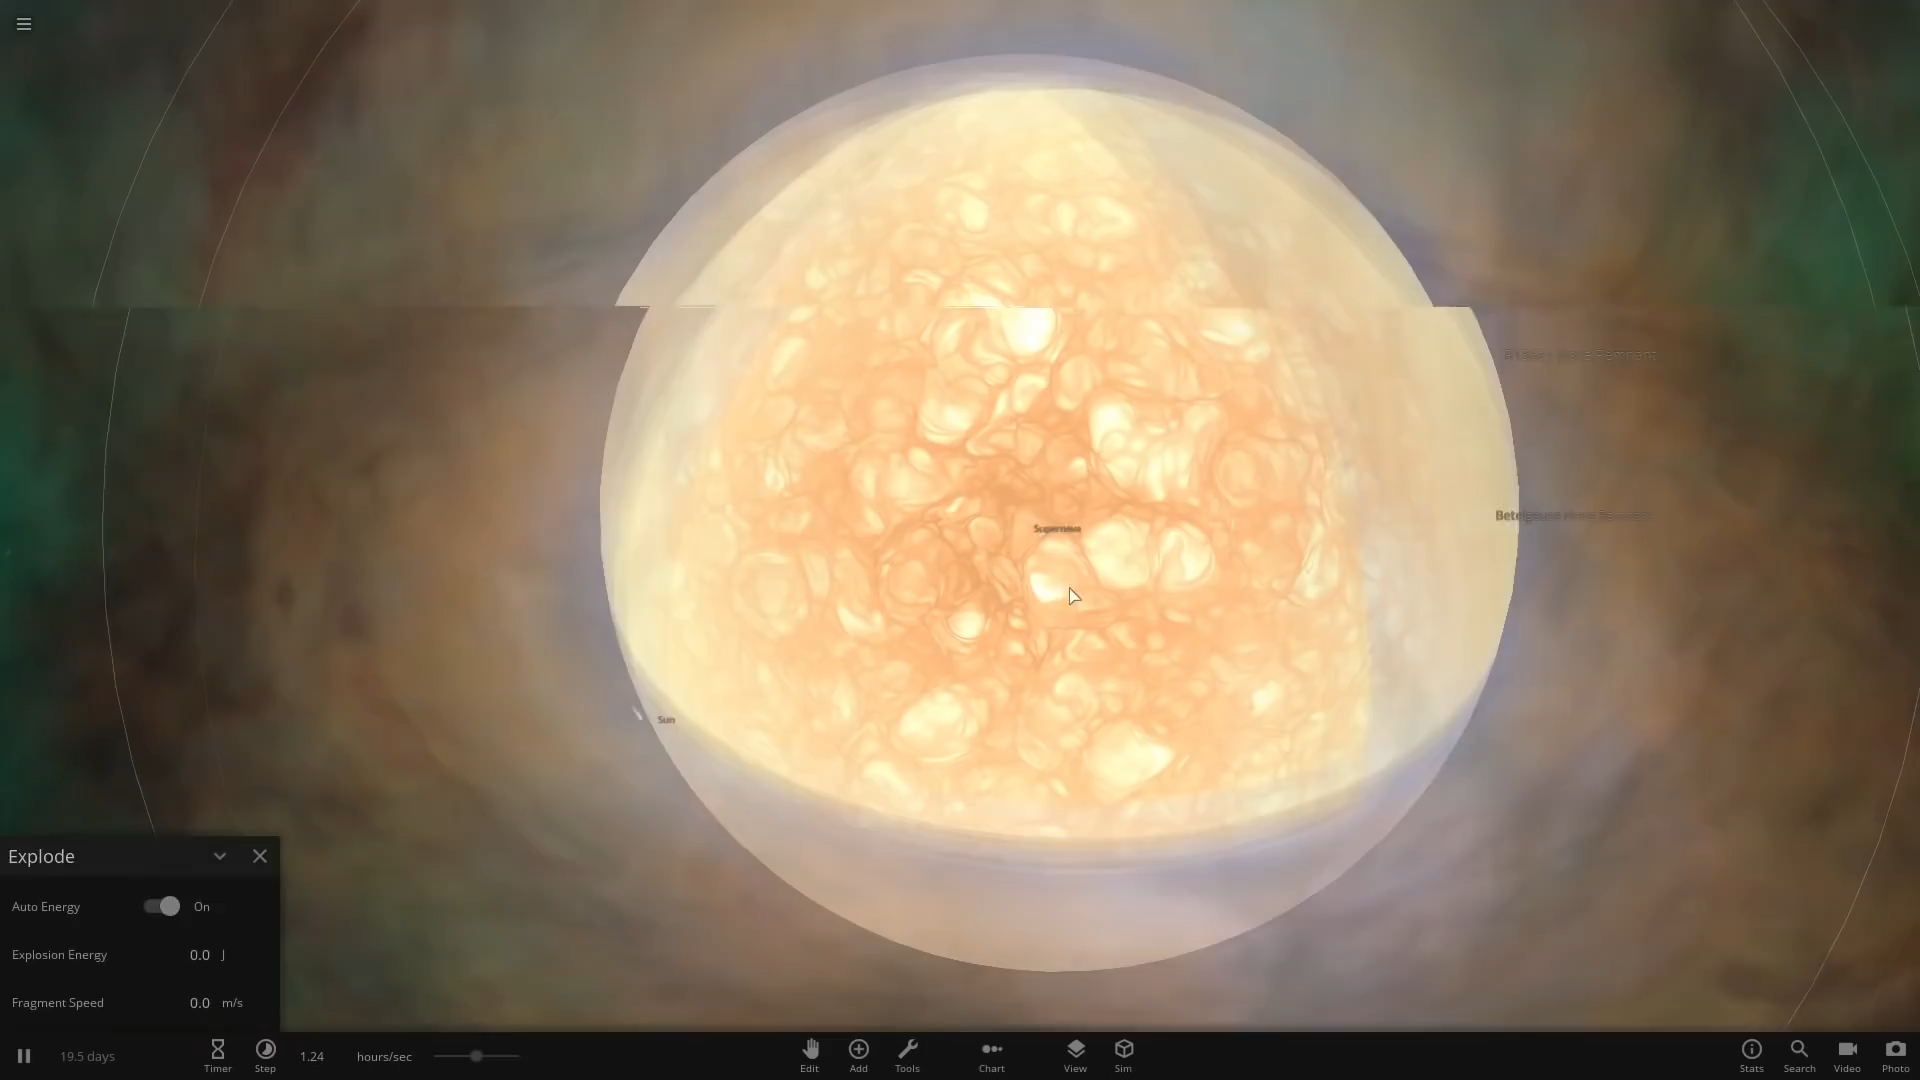 Supernova
Sun
Explode
Auto Energy On
Explosion Energy 0.0 J
Fragment Speed 0.0 m/s
19.5 days
Timer
Step
1.24 hours/sec
Edit
Add
Tools
Chart
View
Sim
Stats
Search
Video
Photo